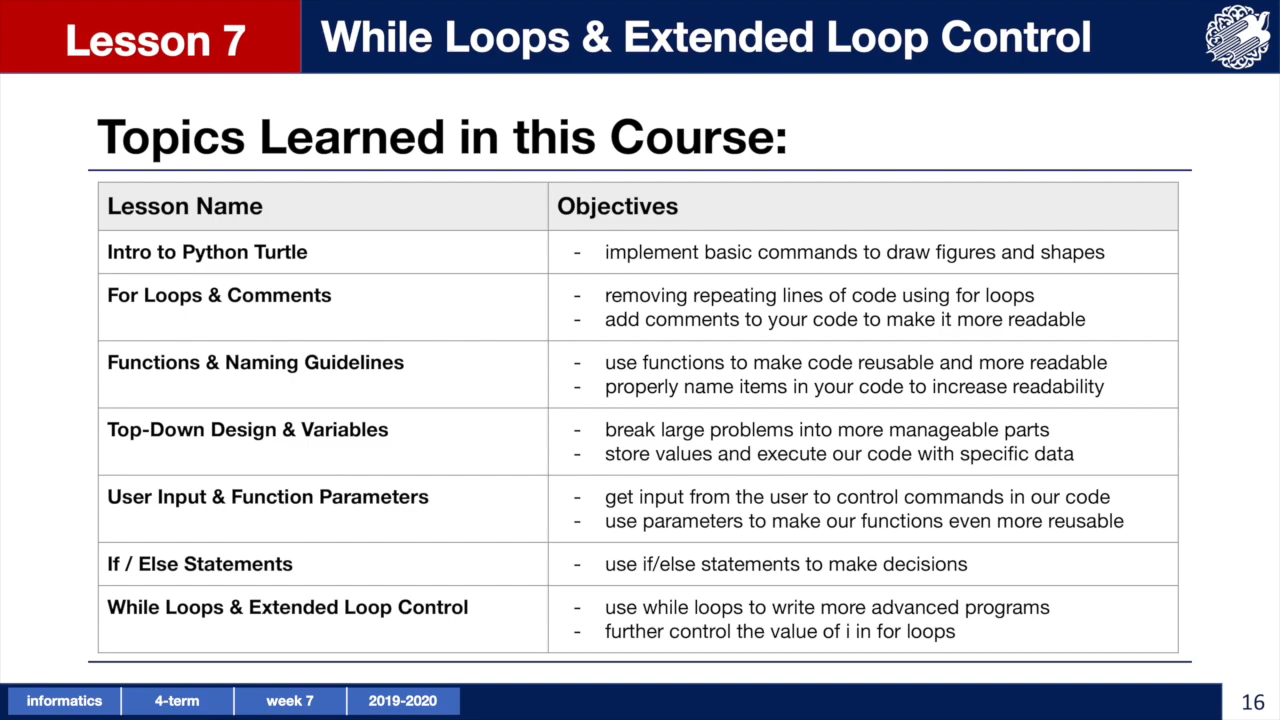 Lesson 7
While Loops & Extended Loop Control
Topics Learned in this Course:
Lesson Name
Objectives
Intro to Python Turtle
- implement basic commands to draw figures and shapes
For Loops & Comments
- removing repeating lines of code using for loops
- add comments to your code to make it more readable
Functions & Naming Guidelines
- use functions to make code reusable and more readable
- properly name items in your code to increase readability
Top-Down Design & Variables
- break large problems into more manageable parts
- store values and execute our code with specific data
User Input & Function Parameters
- get input from the user to control commands in our code
- use parameters to make our functions even more reusable
If / Else Statements
- use if/else statements to make decisions
While Loops & Extended Loop Control
- use while loops to write more advanced programs
- further control the value of i in for loops
informatics
4-term
week 7
2019-2020
16